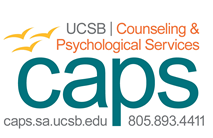 UCSB | Counseling &
Psychological Services
caps
caps.sa.ucsb.edu 805.893.4411